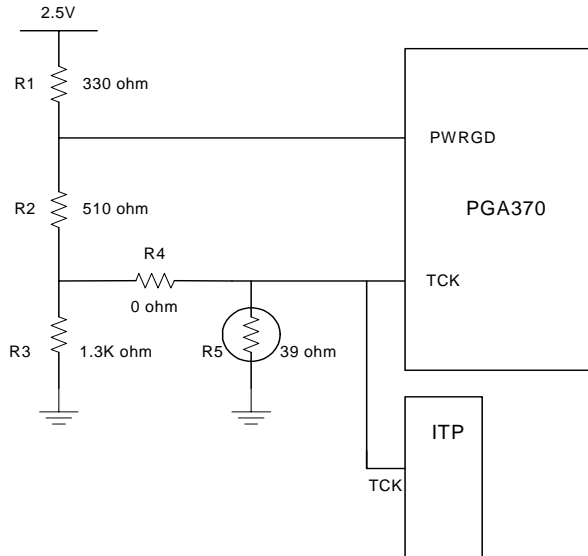 2.5V
R1 330 ohm
PWRGD
R2 510 ohm
PGA370
R4
TCK
0 ohm
R3 1.3K ohm
R5 39 ohm
ITP
TCK